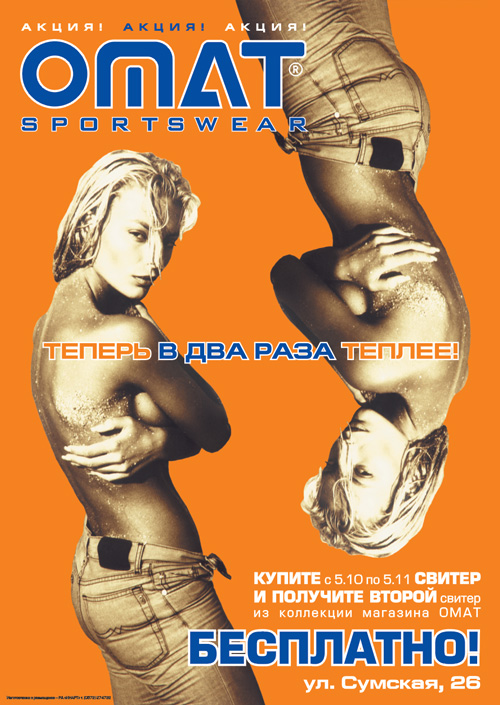 АКЦИЯ! АКЦИЯ! АКЦИЯ!
OMAT®
SPORTSWEAR
ТЕПЕРЬ В ДВА РАЗА ТЕПЛЕЕ!
КУПИТЕ с 5.10 по 5.11 СВИТЕР
И ПОЛУЧИТЕ ВТОРОЙ свитер
из коллекции магазина ОМАТ
БЕСПЛАТНО!
ул. Сумская, 26